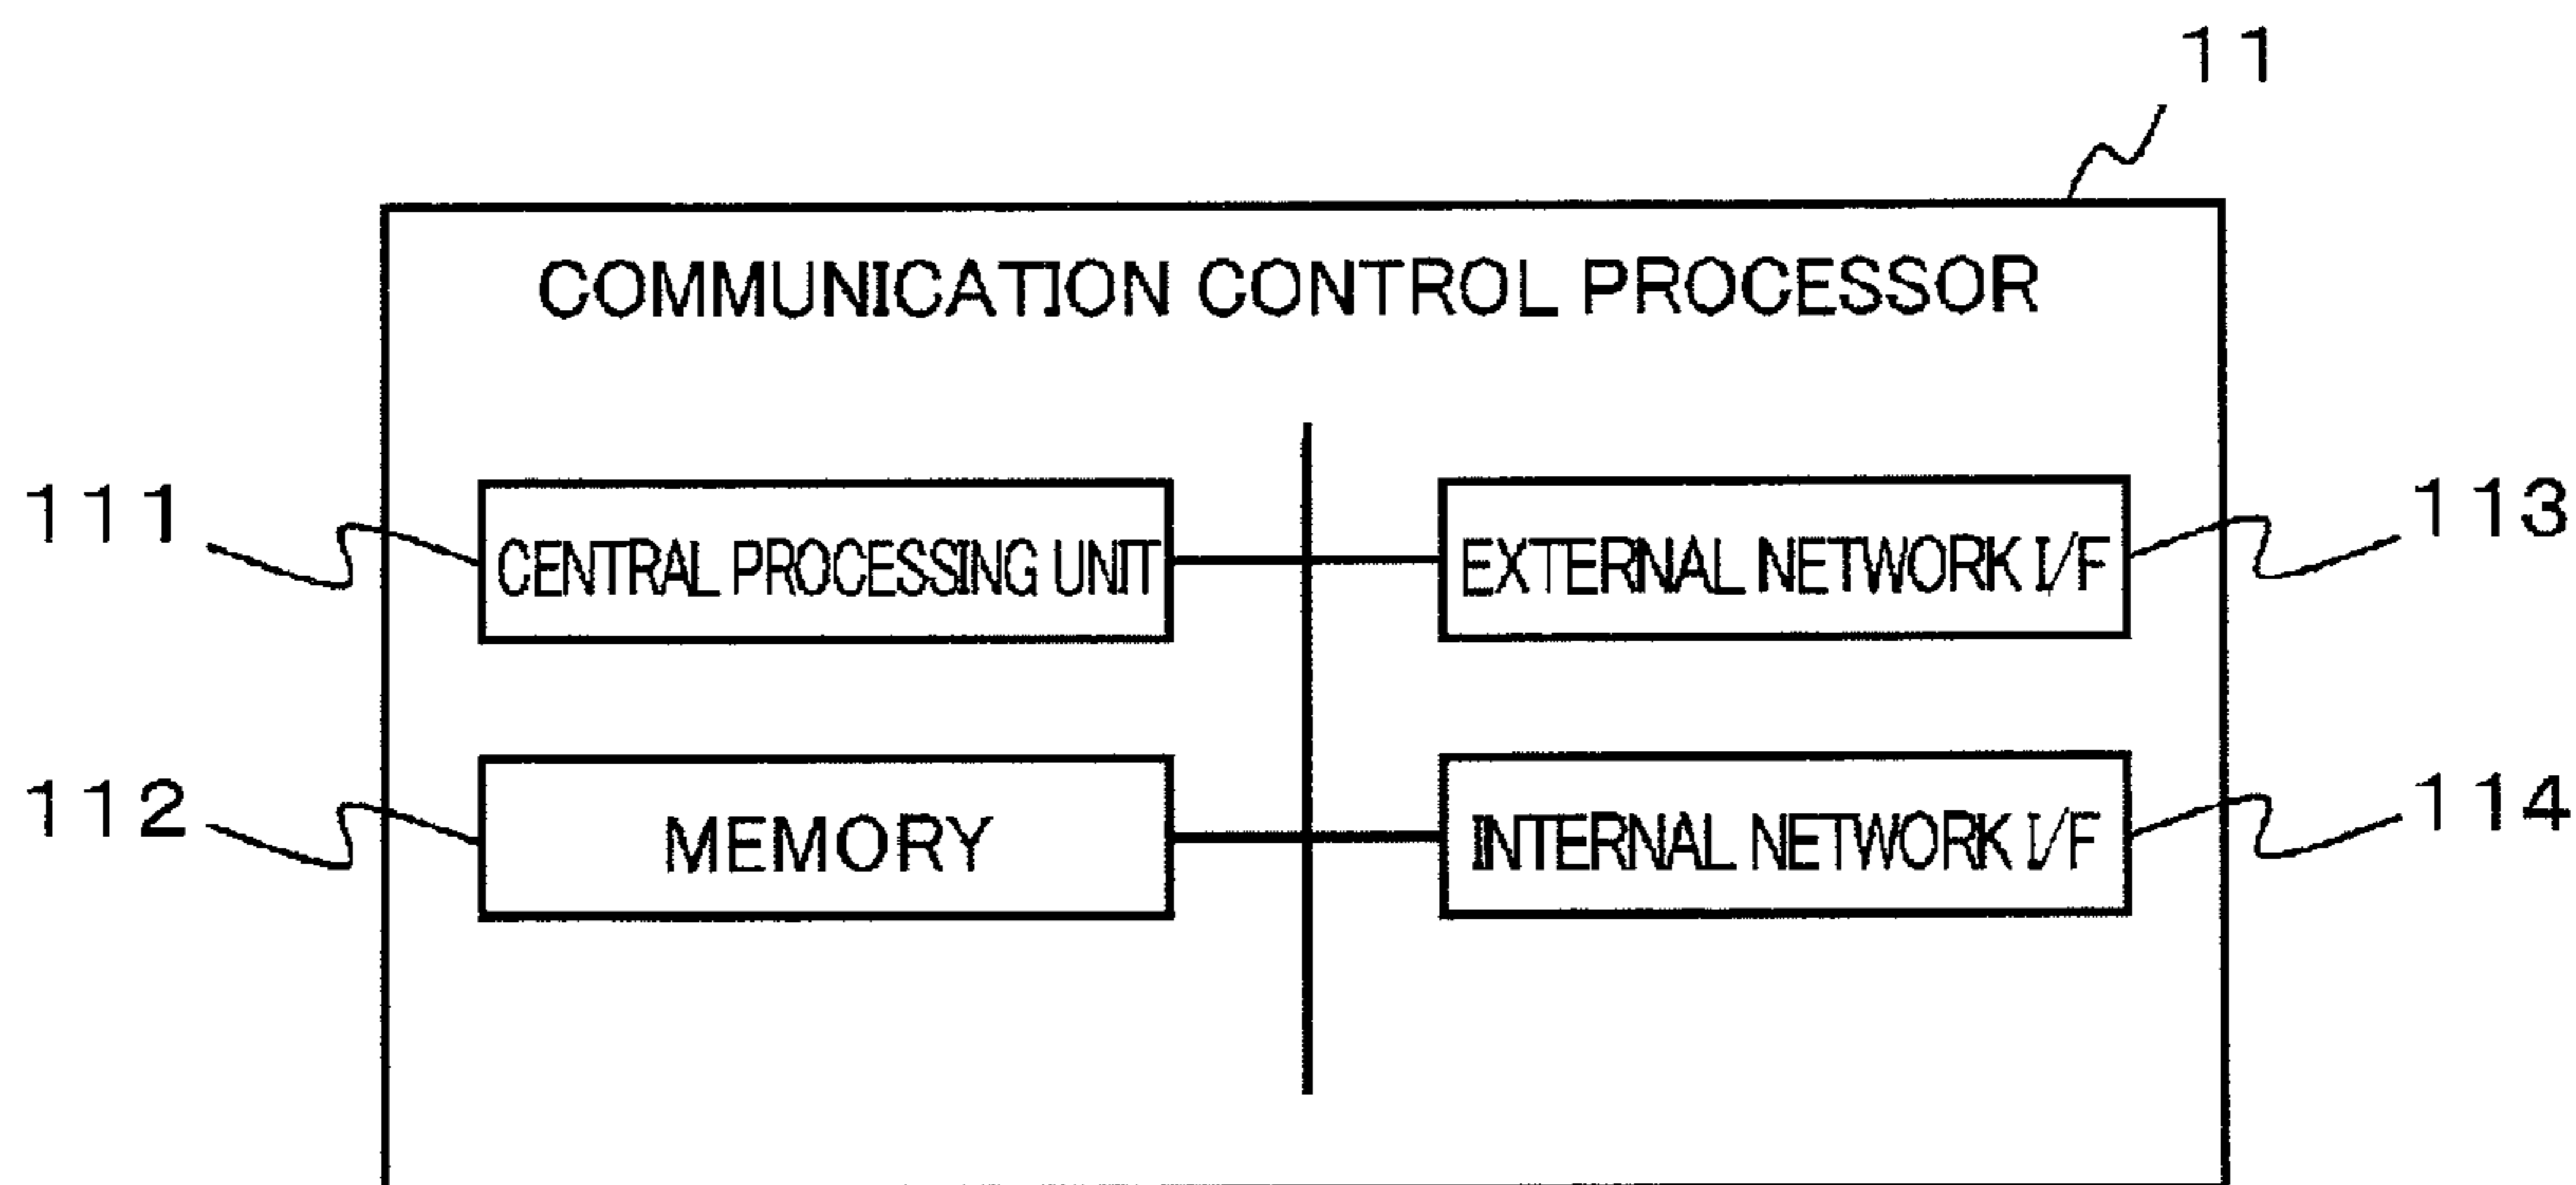 11
COMMUNICATION CONTROL PROCESSOR
111
CENTRAL PROCESSING UNIT
EXTERNAL NETWORK I/F
113
112
MEMORY
INTERNAL NETWORK I/F
114